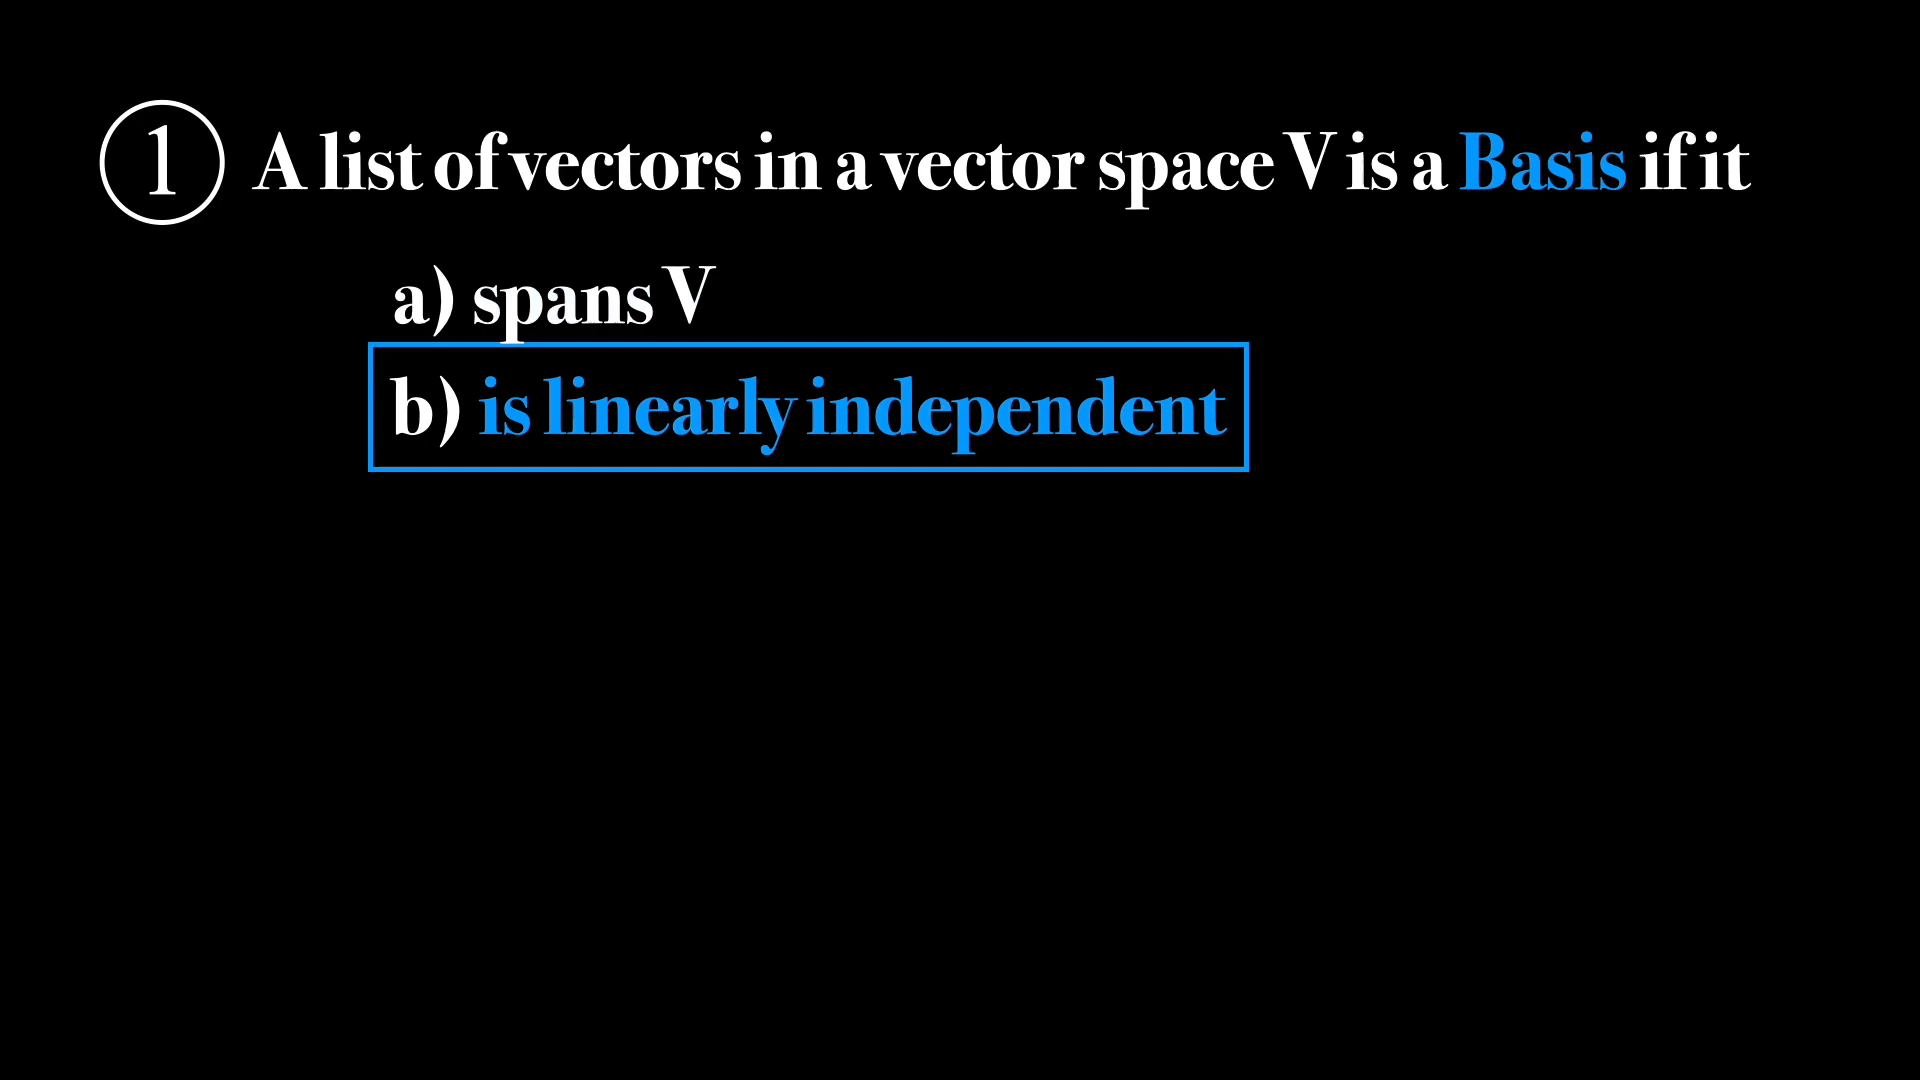 1 A list of vectors in a vector space V is a Basis if it
a) spans V
b) is linearly independent